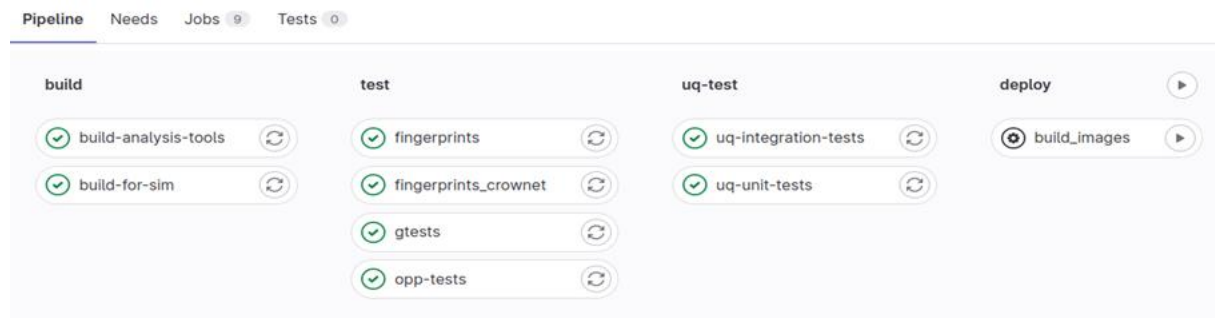 Pipeline Needs Jobs 9 Tests 0
build test uq-test deploy
build-analysis-tools fingerprints uq-integration-tests build_images
build-for-sim fingerprints_crownet uq-unit-tests
gtests
opp-tests